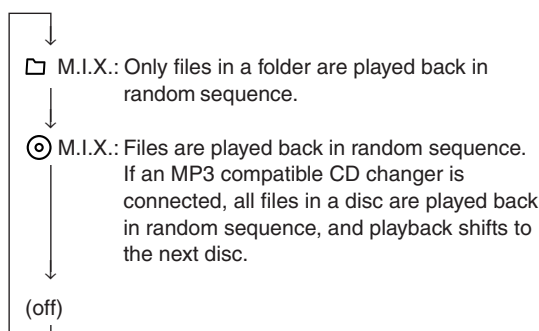 M.I.X.: Only files in a folder are played back in
random sequence.
M.I.X.: Files are played back in random sequence.
If an MP3 compatible CD changer is
connected, all files in a disc are played back
in random sequence, and playback shifts to
the next disc.
(off)